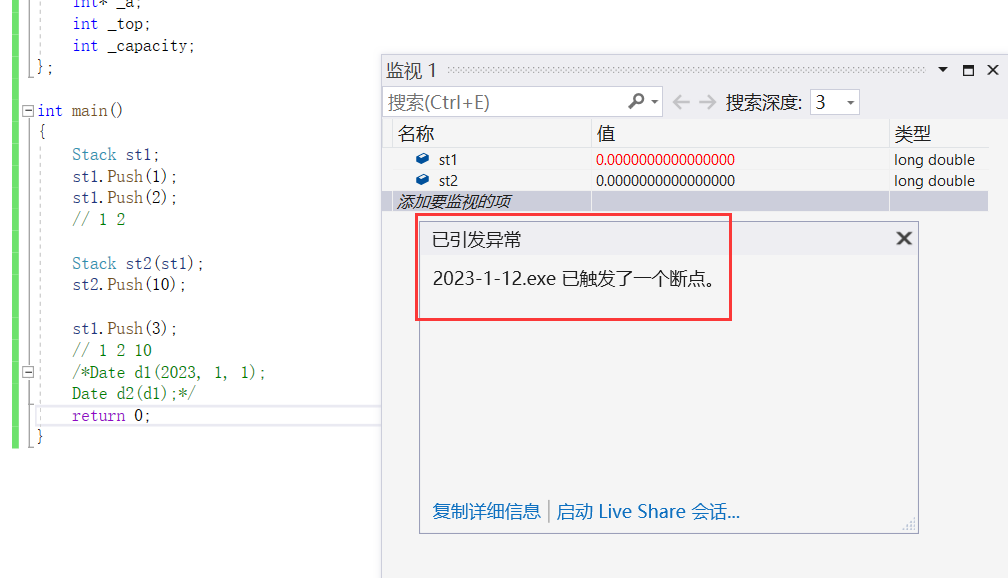 int* _a;
int _top;
int _capacity;
};
int main()
{
Stack st1;
st1.Push(1);
st1.Push(2);
// 1 2
Stack st2(st1);
st2.Push(10);
st1.Push(3);
// 1 2 10
/*Date d1(2023, 1, 1);
Date d2(d1);*/
return 0;
}
监视 1
搜索(Ctrl+E) 搜索深度: 3
名称 值 类型
st1 0.0000000000000000 long double
st2 0.0000000000000000 long double
添加要监视的项
已引发异常
2023-1-12.exe 已触发了一个断点。
复制详细信息 | 启动 Live Share 会话...